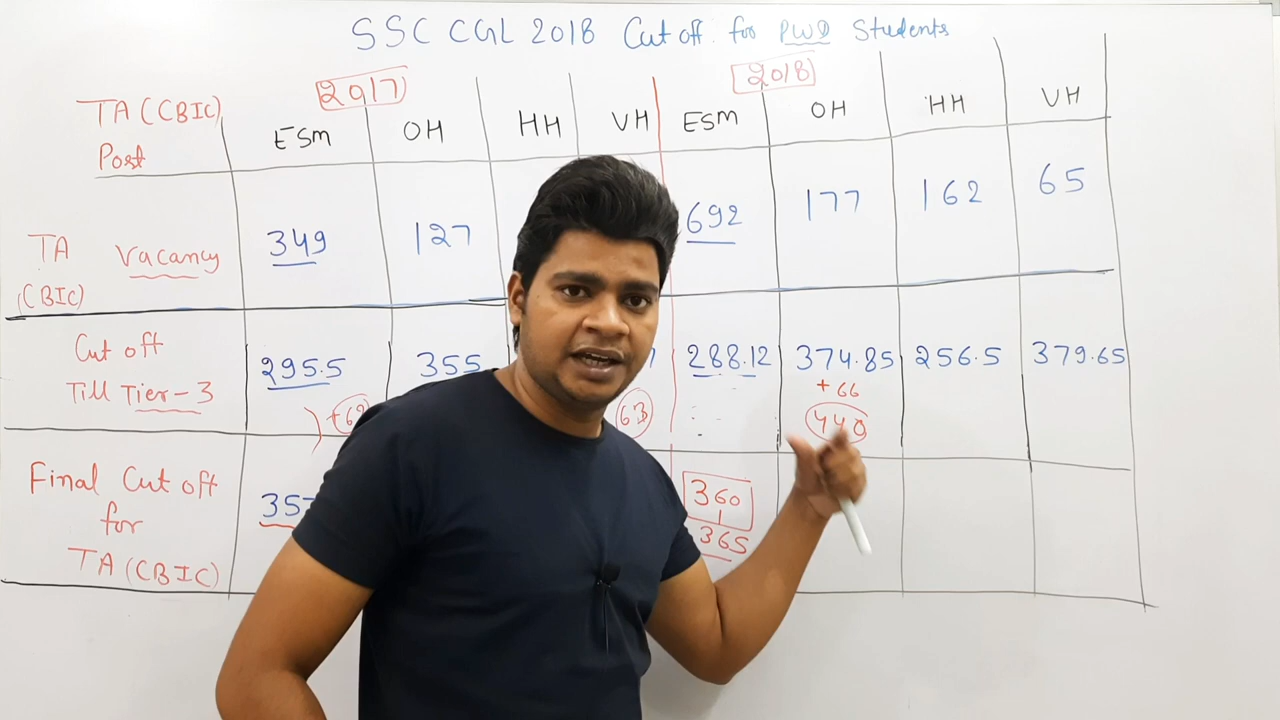 SSC CGL 2018 Cut off for PWD Students
2017 2018
TA (CBIC) Post ESM OH HH VH ESM OH HH VH
TA (CBIC) Vacancy 349 127 692 177 162 65
Cut off Till Tier-3 295.5 355 288.12 374.85 256.5 379.65
63 +66
440
Final Cut off for TA (CBIC) 360
365